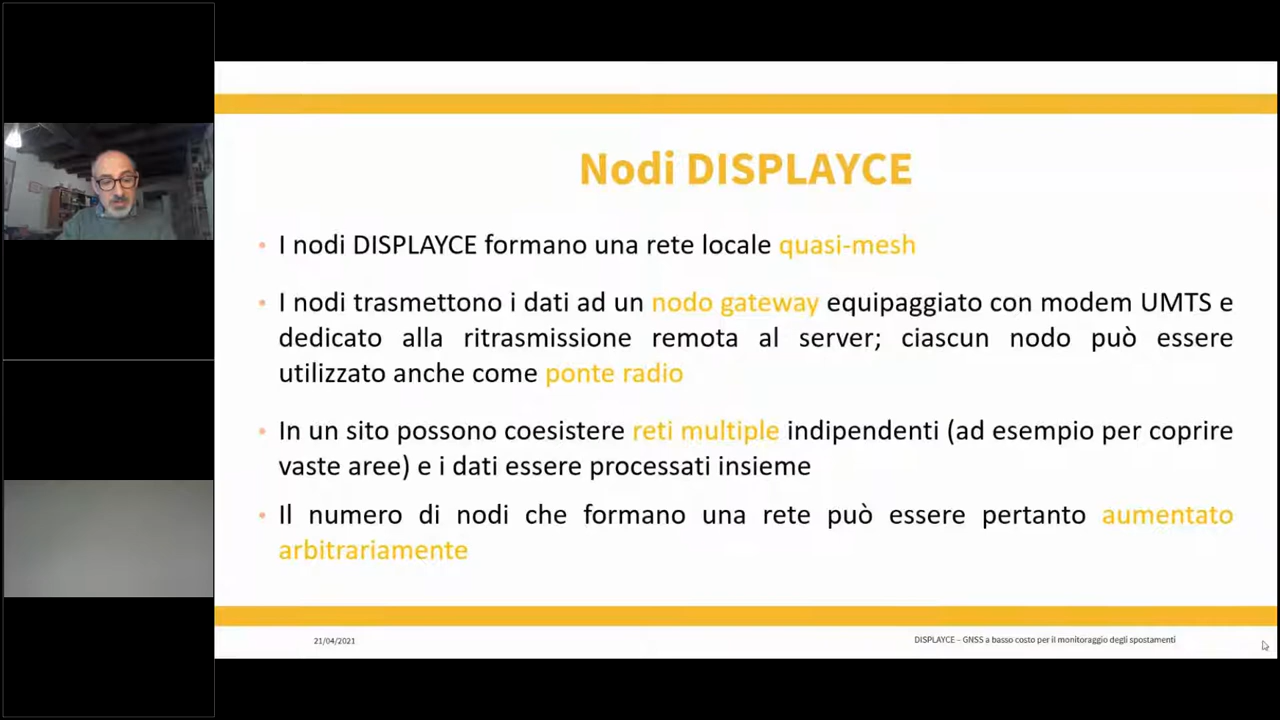 Nodi DISPLAYCE
• I nodi DISPLAYCE formano una rete locale quasi-mesh
• I nodi trasmettono i dati ad un nodo gateway equipaggiato con modem UMTS e
dedicato alla ritrasmissione remota al server; ciascun nodo può essere
utilizzato anche come ponte radio
• In un sito possono coesistere reti multiple indipendenti (ad esempio per coprire
vaste aree) e i dati essere processati insieme
• Il numero di nodi che formano una rete può essere pertanto aumentato
arbitrariamente
21/04/2021
DISPLAYCE – GNSS a basso costo per il monitoraggio degli spostamenti